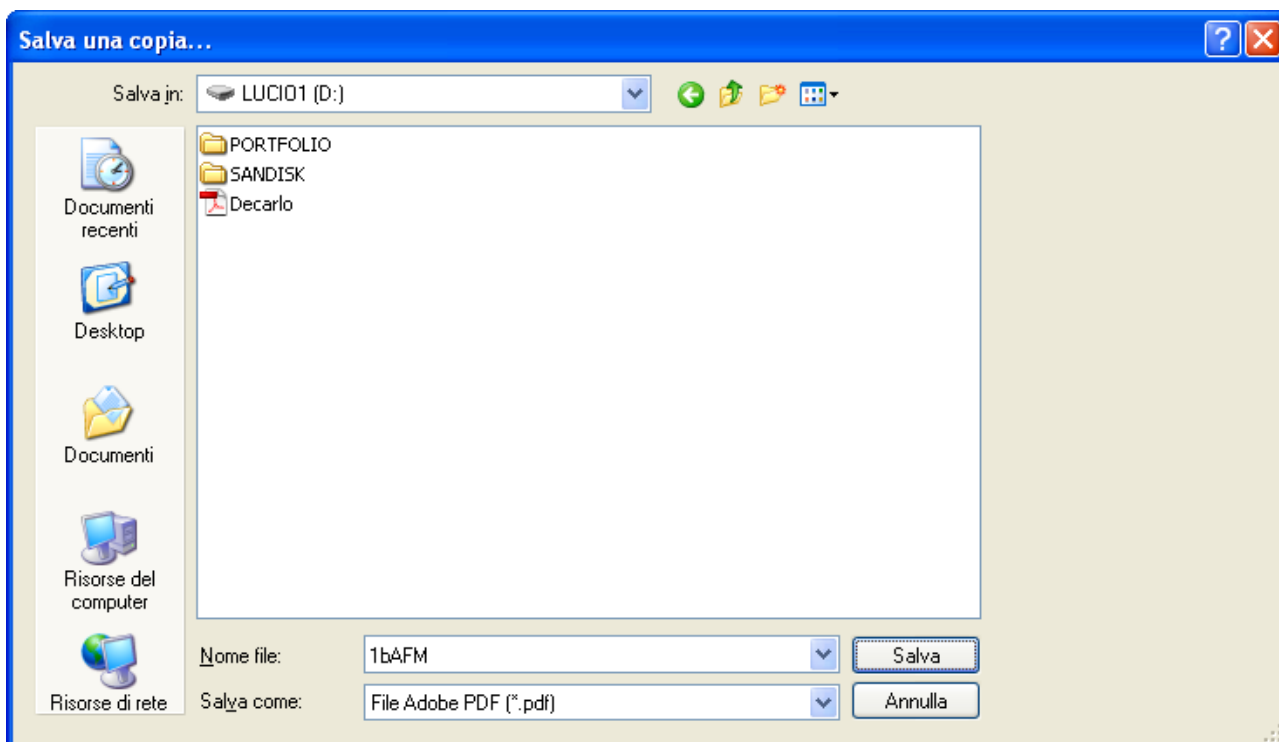 Salva una copia...
Salva in:
LUCIO1 (D:)
PORTFOLIO
SANDISK
Decarlo
Documenti
recenti
Desktop
Documenti
Risorse del
computer
Risorse di rete
Nome file:
1bAFM
Salva
Salva come:
File Adobe PDF (*.pdf)
Annulla